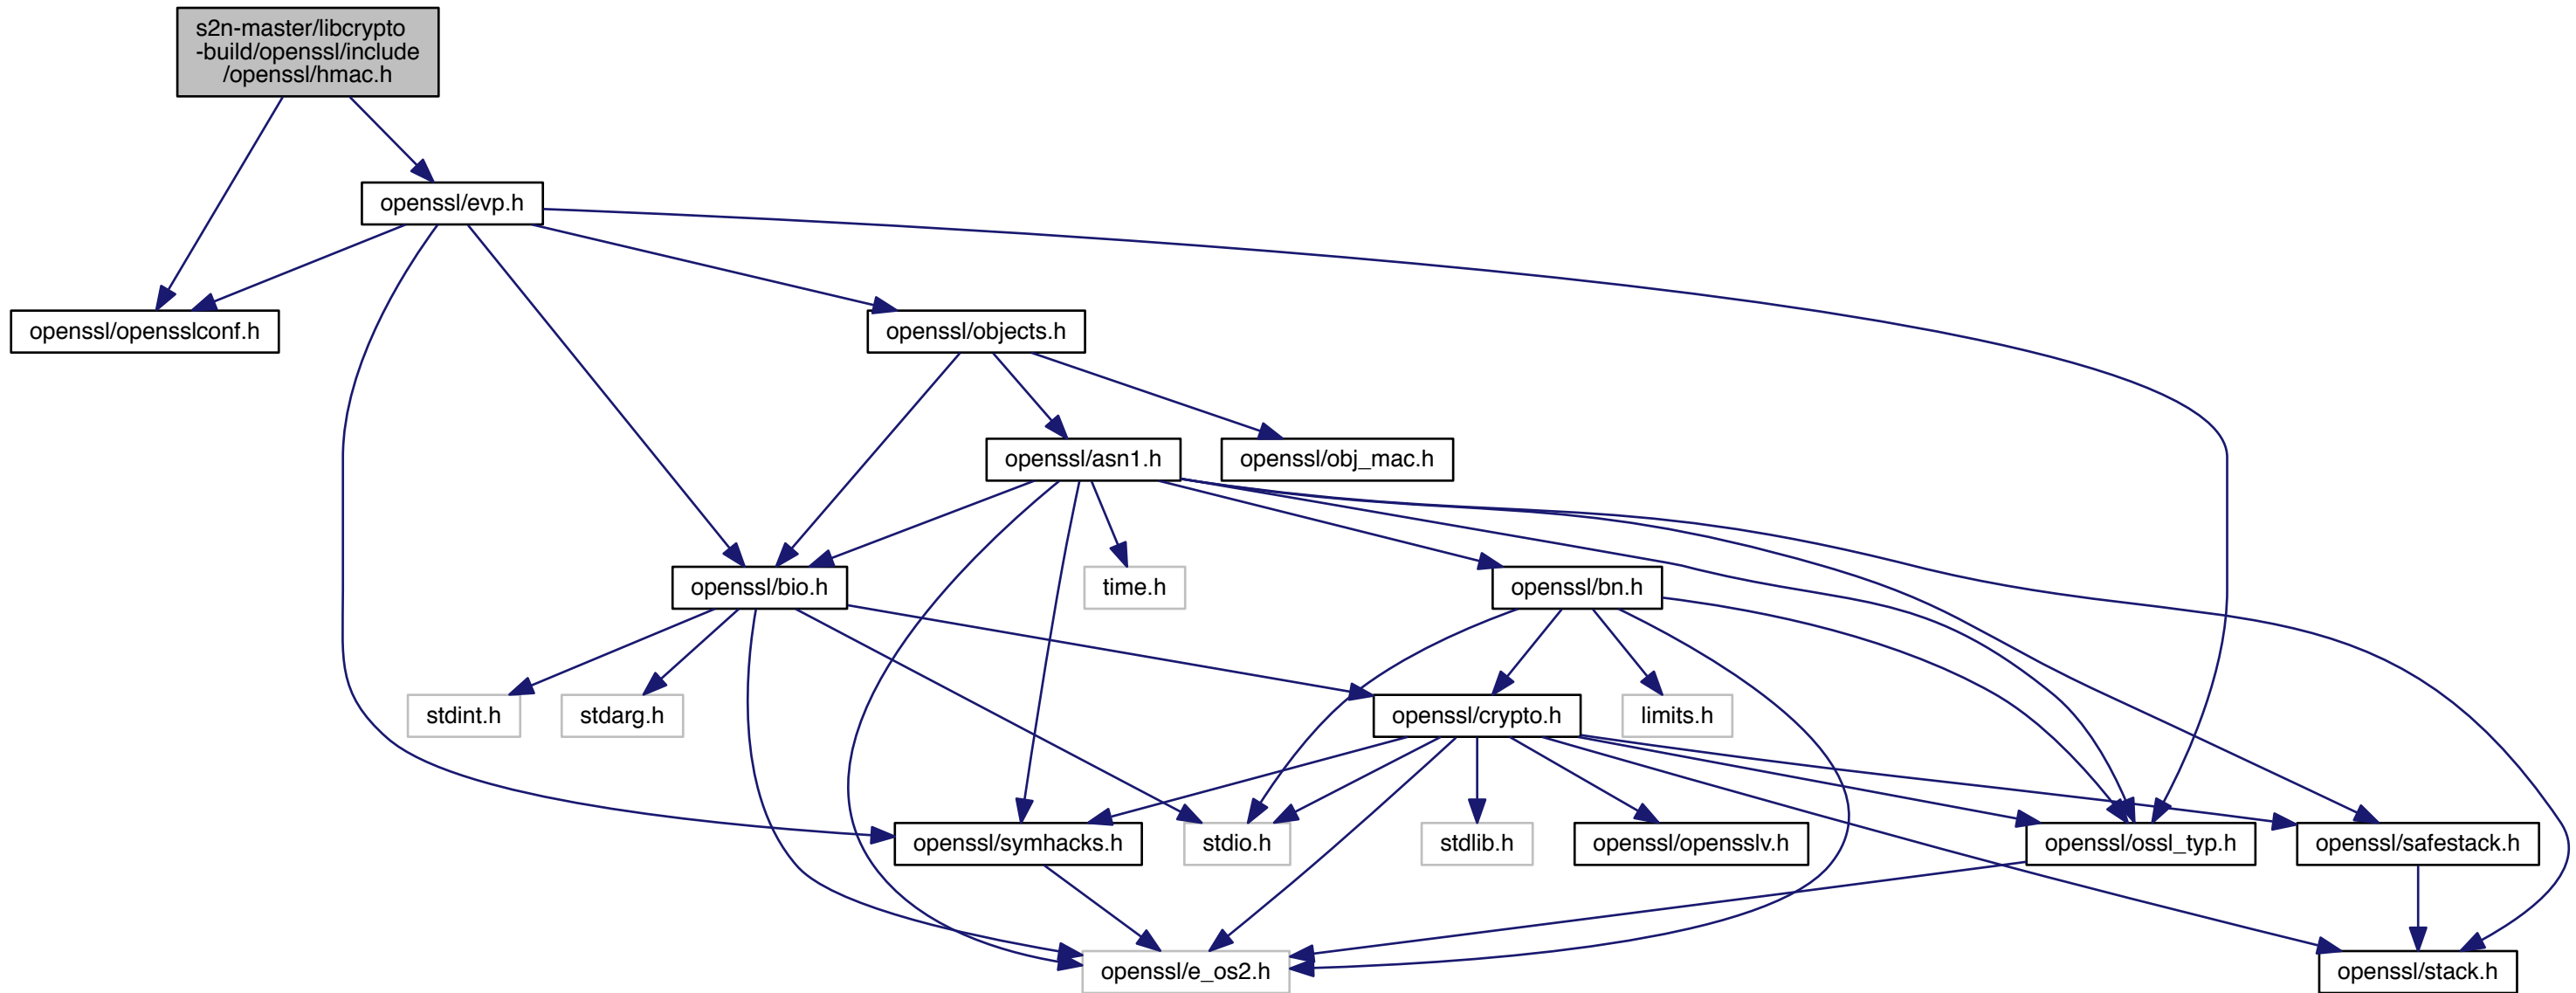 s2n-master/libcrypto
-build/openssl/include
/openssl/hmac.h
openssl/evp.h
openssl/opensslconf.h
openssl/objects.h
openssl/asn1.h
openssl/obj_mac.h
openssl/bio.h
time.h
openssl/bn.h
stdint.h
stdarg.h
openssl/crypto.h
limits.h
openssl/symhacks.h
stdio.h
stdlib.h
openssl/opensslv.h
openssl/ossl_typ.h
openssl/safestack.h
openssl/e_os2.h
openssl/stack.h